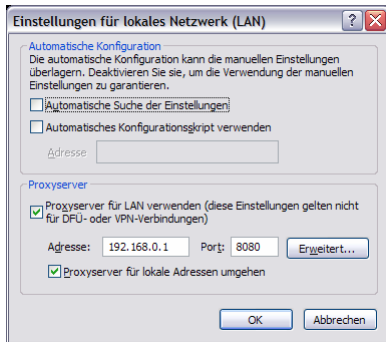 Einstellungen für lokales Netzwerk (LAN)
Automatische Konfiguration
Die automatische Konfiguration kann die manuellen Einstellungen
überlagern. Deaktivieren Sie sie, um die Verwendung der manuellen
Einstellungen zu garantieren.
Automatische Suche der Einstellungen
Automatisches Konfigurationsskript verwenden
Adresse
Proxyserver
Proxyserver für LAN verwenden (diese Einstellungen gelten nicht
für DFÜ- oder VPN-Verbindungen)
Adresse: 192.168.0.1 Port: 8080 Erweitert...
Proxyserver für lokale Adressen umgehen
OK Abbrechen